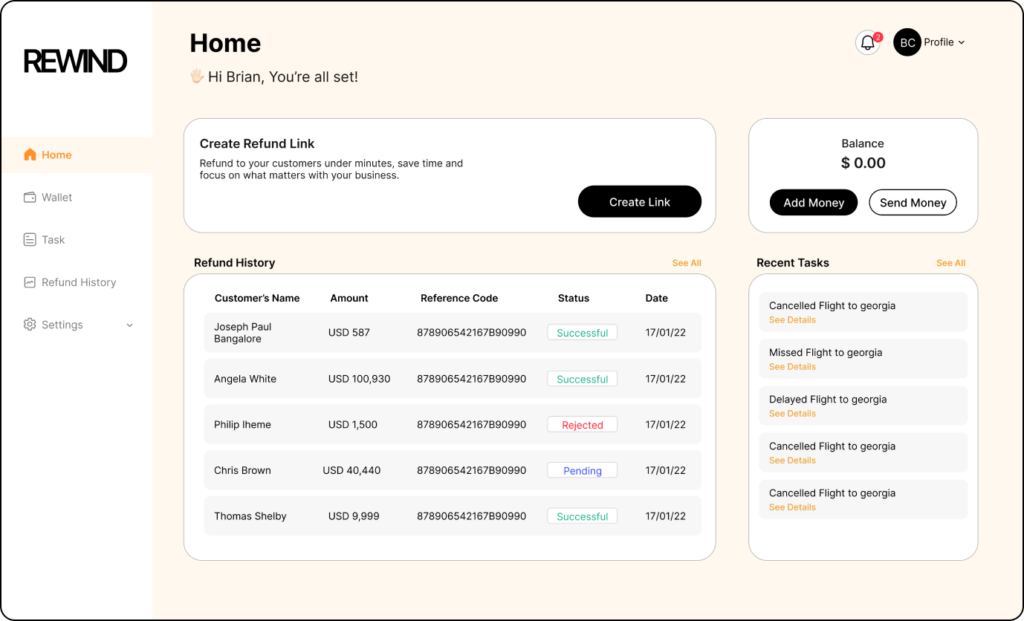 REWIND
Home
Wallet
Task
Refund History
Settings
Home
Hi Brian, You're all set!
2
BC
Profile
Create Refund Link
Refund to your customers under minutes, save time and
focus on what matters with your business.
Create Link
Balance
$ 0.00
Add Money
Send Money
Refund History
See All
Customer's Name Amount Reference Code Status Date
Joseph Paul
Bangalore
USD 587 878906542167B90990 Successful 17/01/22
Angela White USD 100,930 878906542167B90990 Successful 17/01/22
Philip Iheme USD 1,500 878906542167B90990 Rejected 17/01/22
Chris Brown USD 40,440 878906542167B90990 Pending 17/01/22
Thomas Shelby USD 9,999 878906542167B90990 Successful 17/01/22
Recent Tasks
See All
Cancelled Flight to georgia
See Details
Missed Flight to georgia
See Details
Delayed Flight to georgia
See Details
Cancelled Flight to georgia
See Details
Cancelled Flight to georgia
See Details